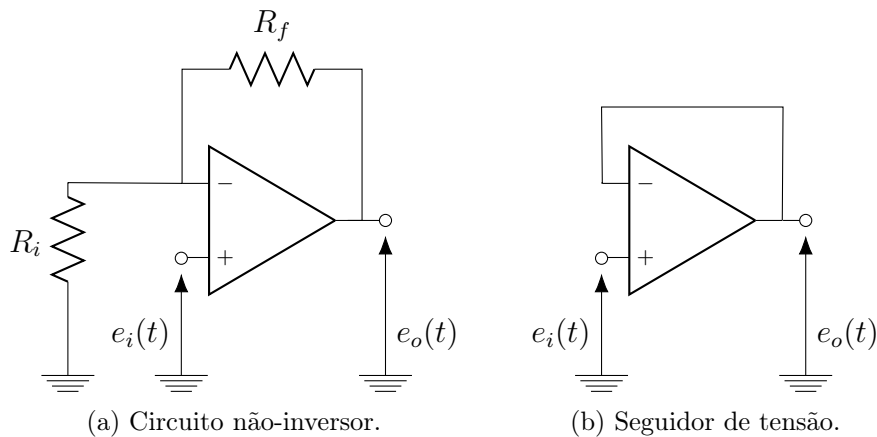 R_f
−
+
R_i
e_i(t)
e_o(t)
(a) Circuito não-inversor.
−
+
e_i(t)
e_o(t)
(b) Seguidor de tensão.